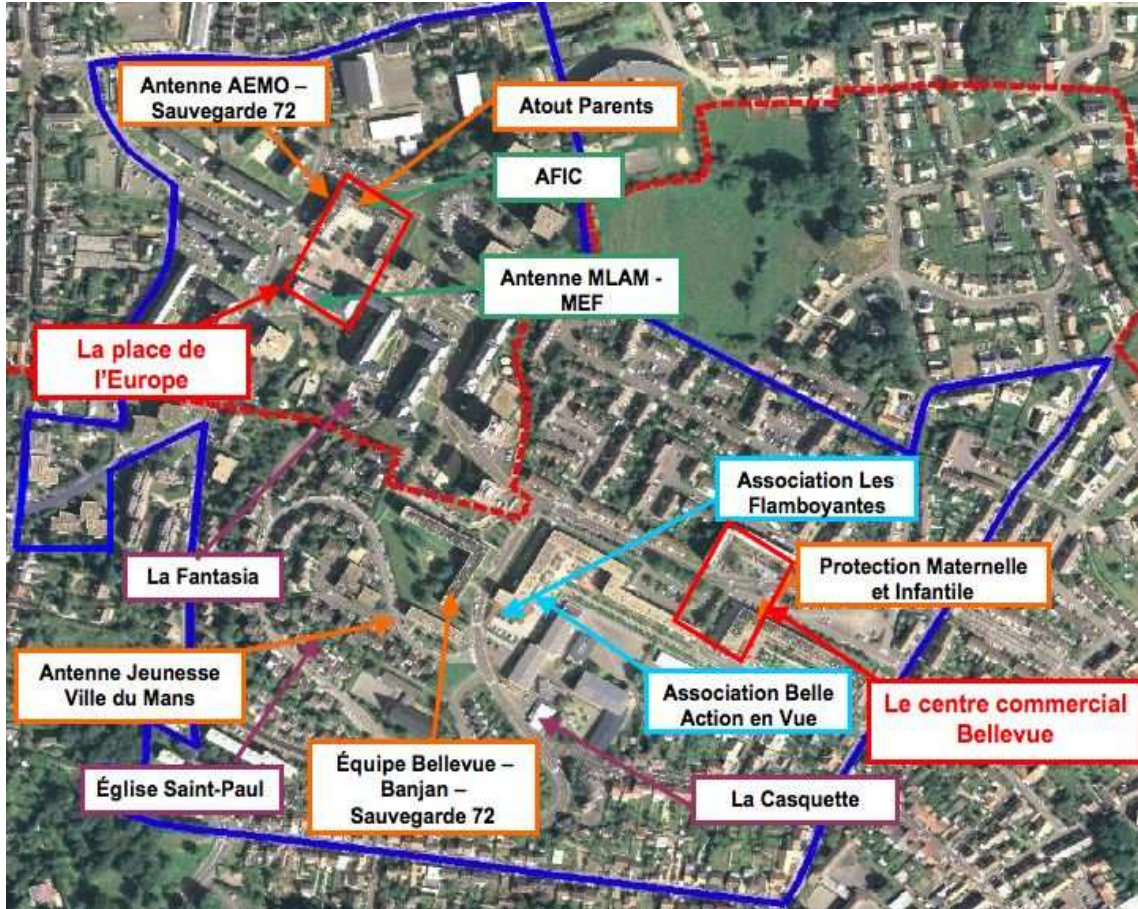 Antenne AEMO –
Sauvegarde 72
Atout Parents
AFIC
Antenne MLAM -
MEF
La place de
l'Europe
Association Les
Flamboyantes
La Fantasia
Protection Maternelle
et Infantile
Antenne Jeunesse
Ville du Mans
Association Belle
Action en Vue
Le centre commercial
Bellevue
Église Saint-Paul
Équipe Bellevue –
Banjan –
Sauvegarde 72
La Casquette